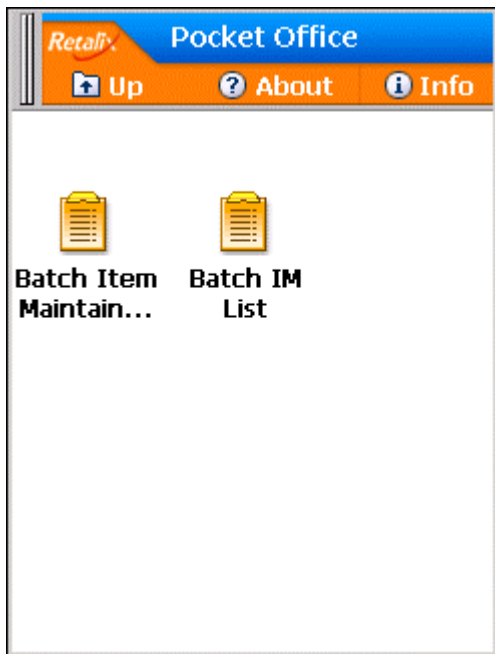 Retalix
Pocket Office
Up
About
Info
Batch Item
Maintain...
Batch IM
List